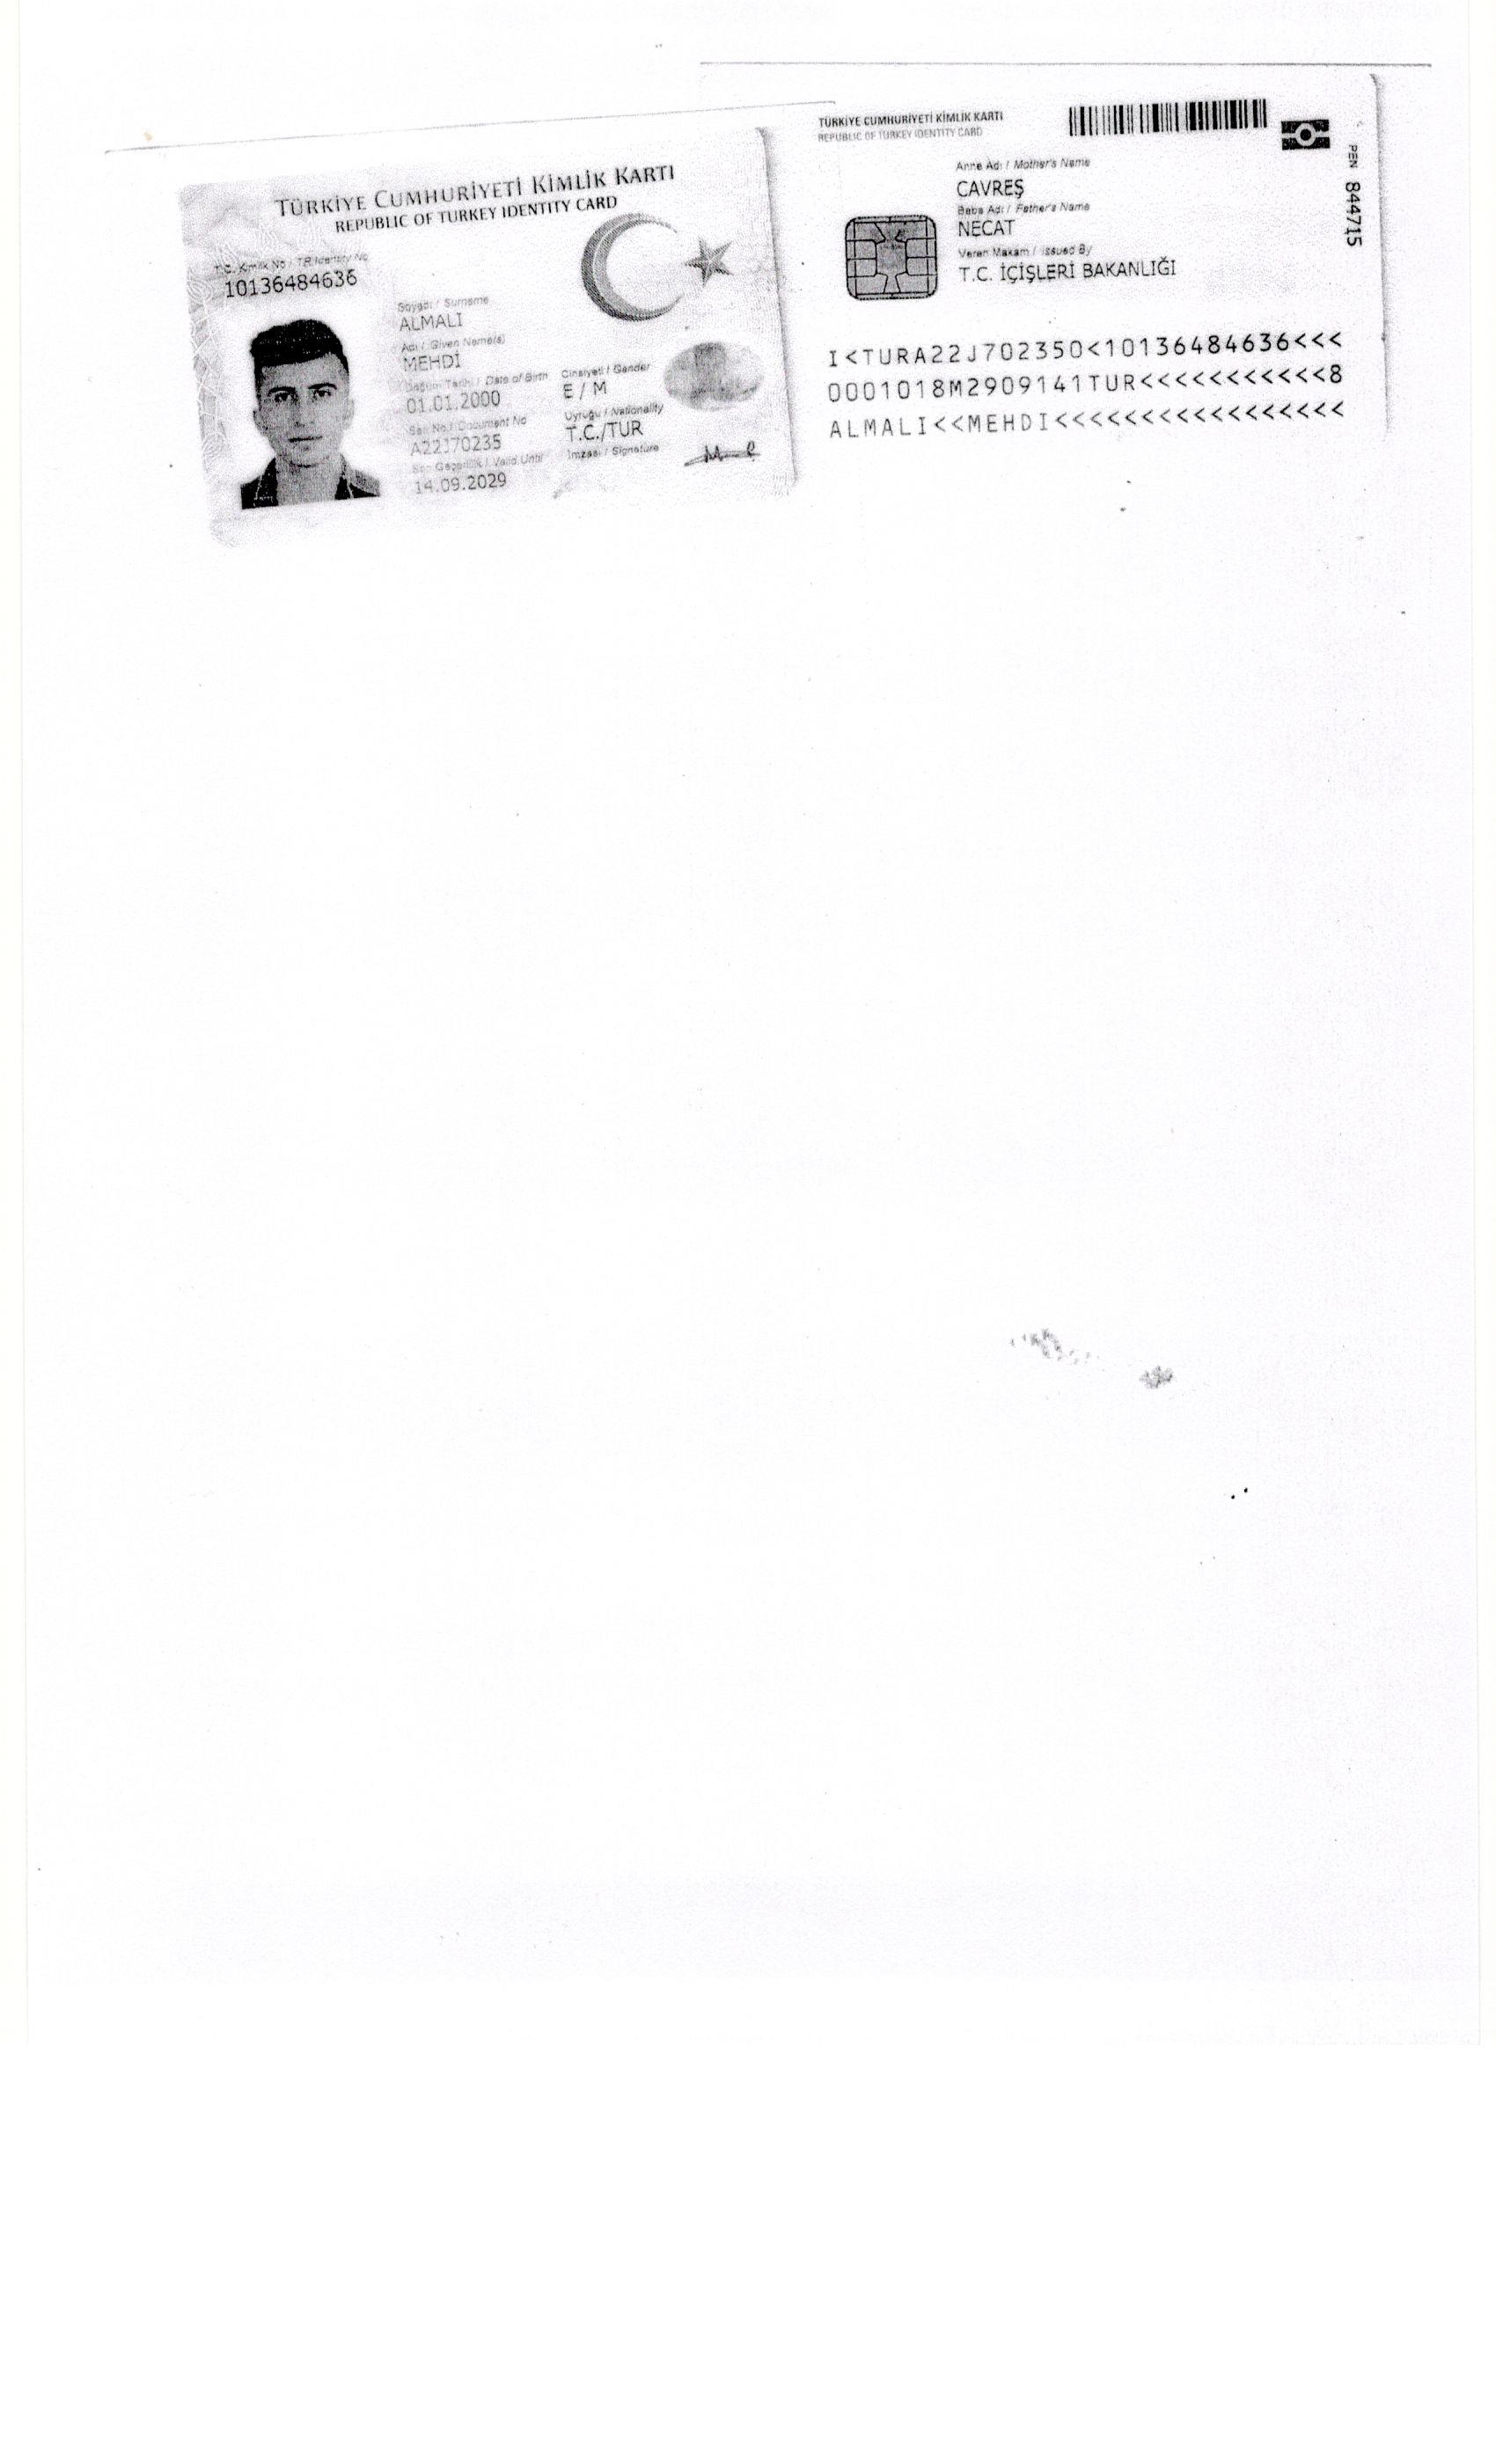 TÜRKİYE CUMHURİYETİ KİMLİK KARTI
REPUBLIC OF TURKEY IDENTITY CARD
T.C. Kimlik No / TR Identity No
10136484636
Soyadı / Surname
ALMALI
Adı / Given Name(s)
MEHDİ
Doğum Tarihi / Date of Birth
01.01.2000
Cinsiyeti / Gender
E / M
Seri No / Document No
A22J70235
Uyruğu / Nationality
T.C./TUR
Son Geçerlilik / Valid Until
14.09.2029
İmzası / Signature
TÜRKİYE CUMHURİYETİ KİMLİK KARTI
REPUBLIC OF TURKEY IDENTITY CARD
Anne Adı / Mother's Name
CAVREŞ
Baba Adı / Father's Name
NECAT
Veren Makam / Issued By
T.C. İÇİŞLERİ BAKANLIĞI
PEN 844715
I<TURA22J702350<10136484636<<<
0001018M2909141TUR<<<<<<<<<<<8
ALMALI<<MEHDI<<<<<<<<<<<<<<<<<